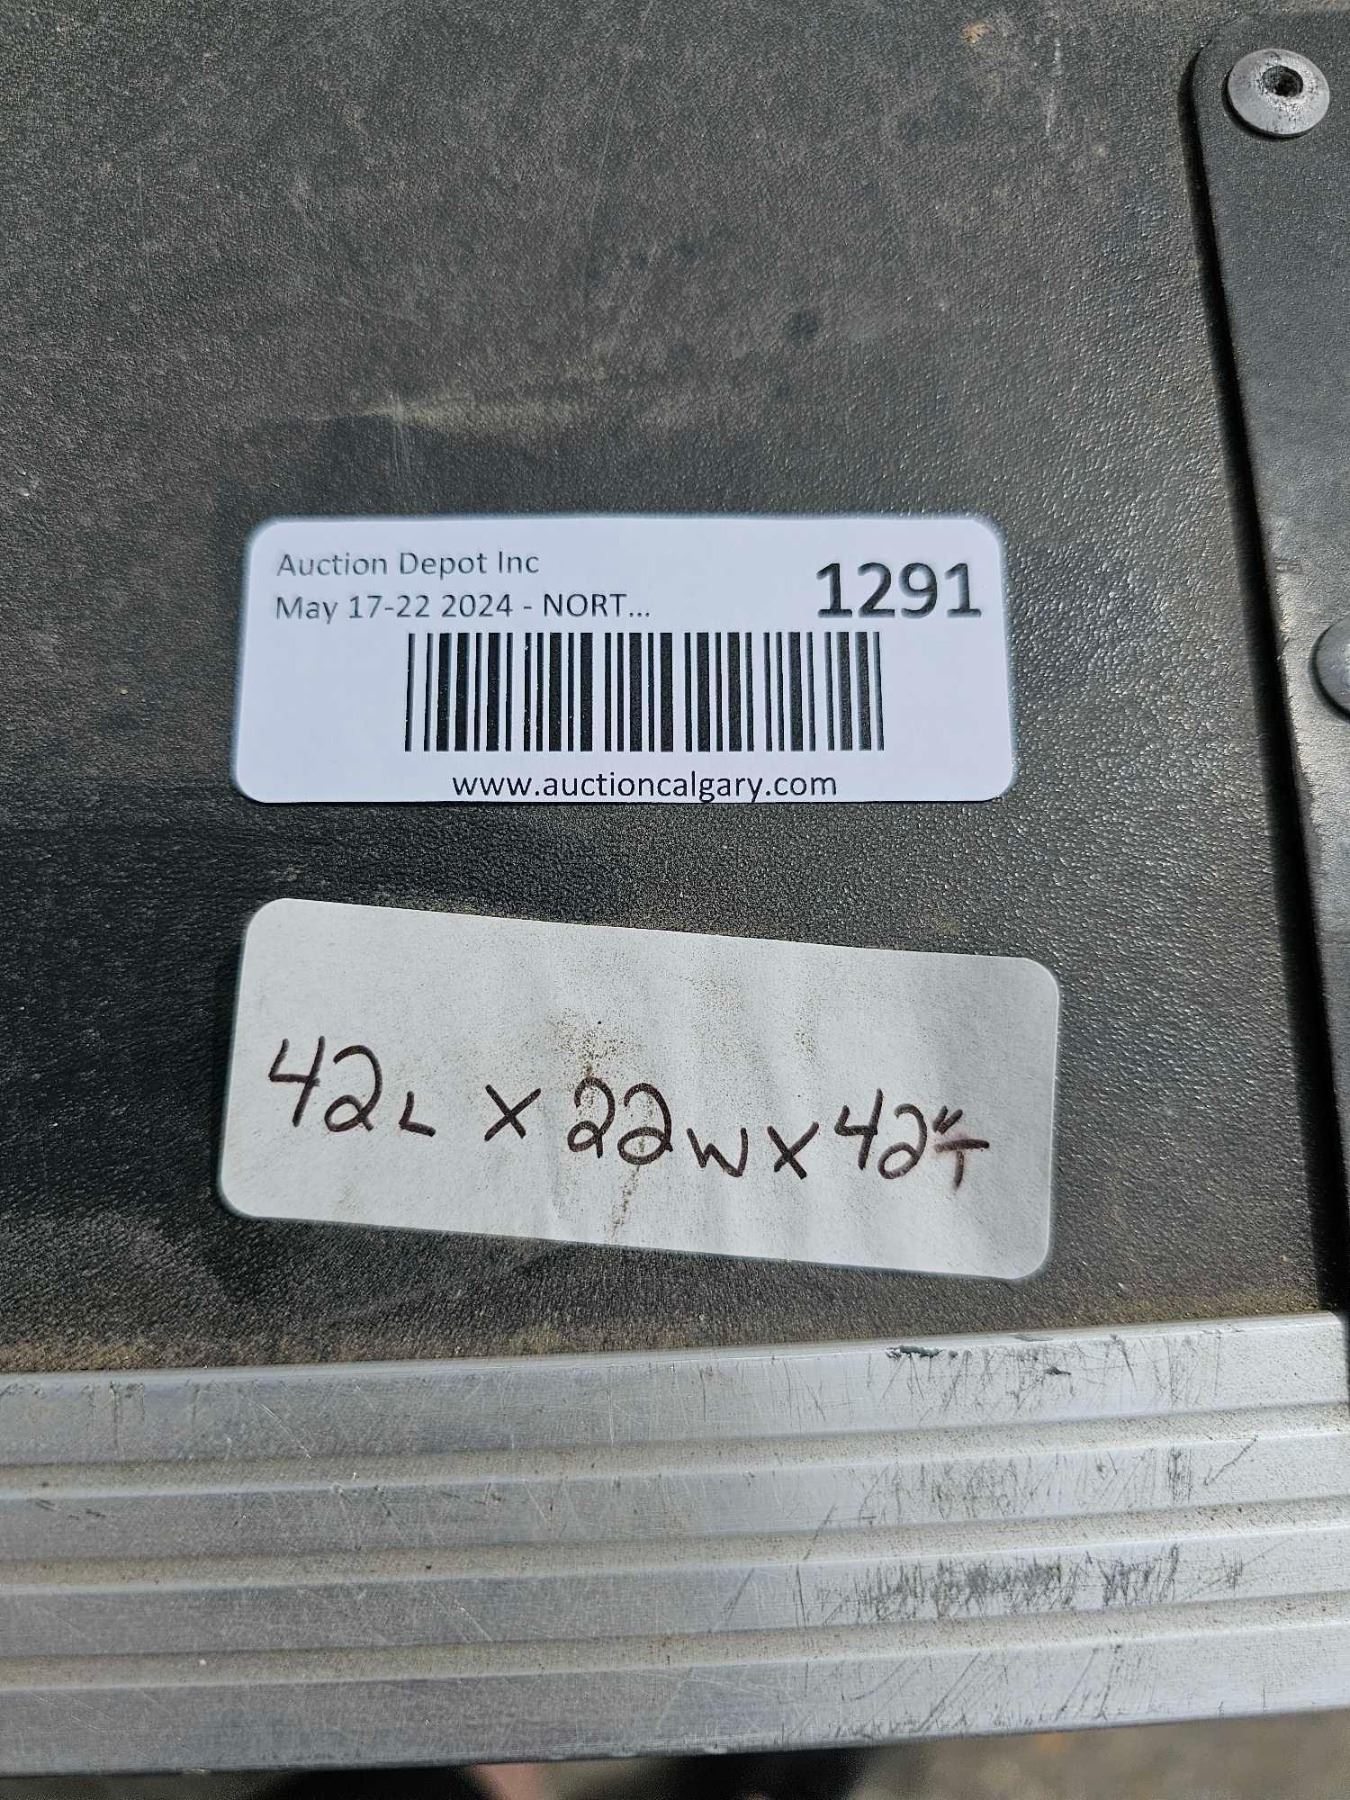 Auction Depot Inc
May 17-22 2024 - NORT...
1291
www.auctioncalgary.com
42L X 22W X 42"T